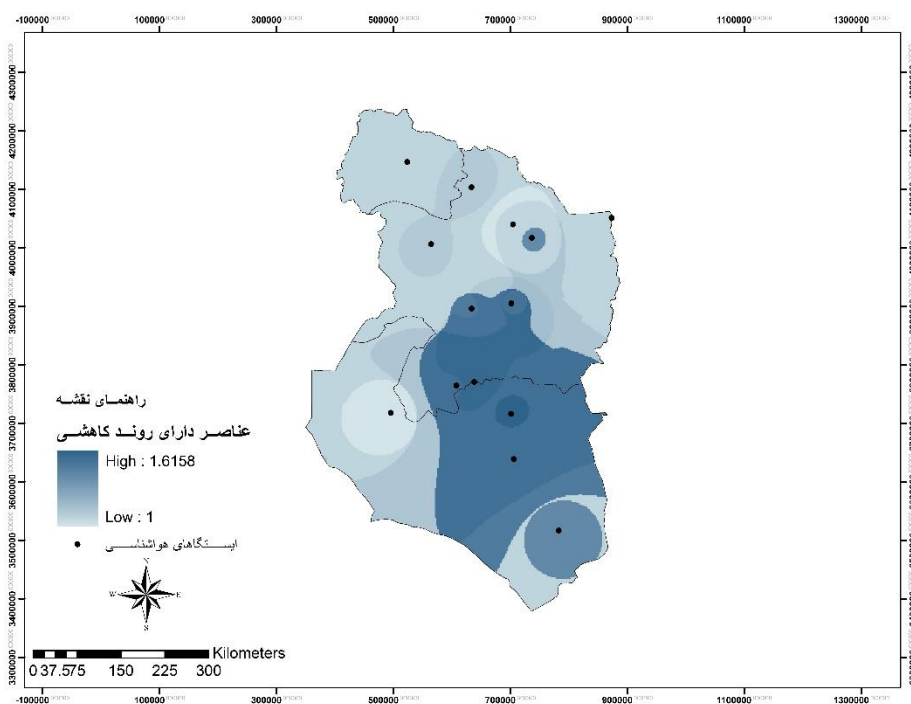 -100000 100000 300000 500000 700000 900000 1100000 1300000
4300000
4200000
4100000
4000000
3900000
3800000
3700000
3600000
3500000
3400000
3300000
راهنمای نقشه
عناصر دارای روند کاهشی
High : 1.6158
Low : 1
ایستگاهای هواشناسی
N
W E
S
Kilometers
0 37.575 150 225 300
-100000 100000 300000 500000 700000 900000 1100000 1300000